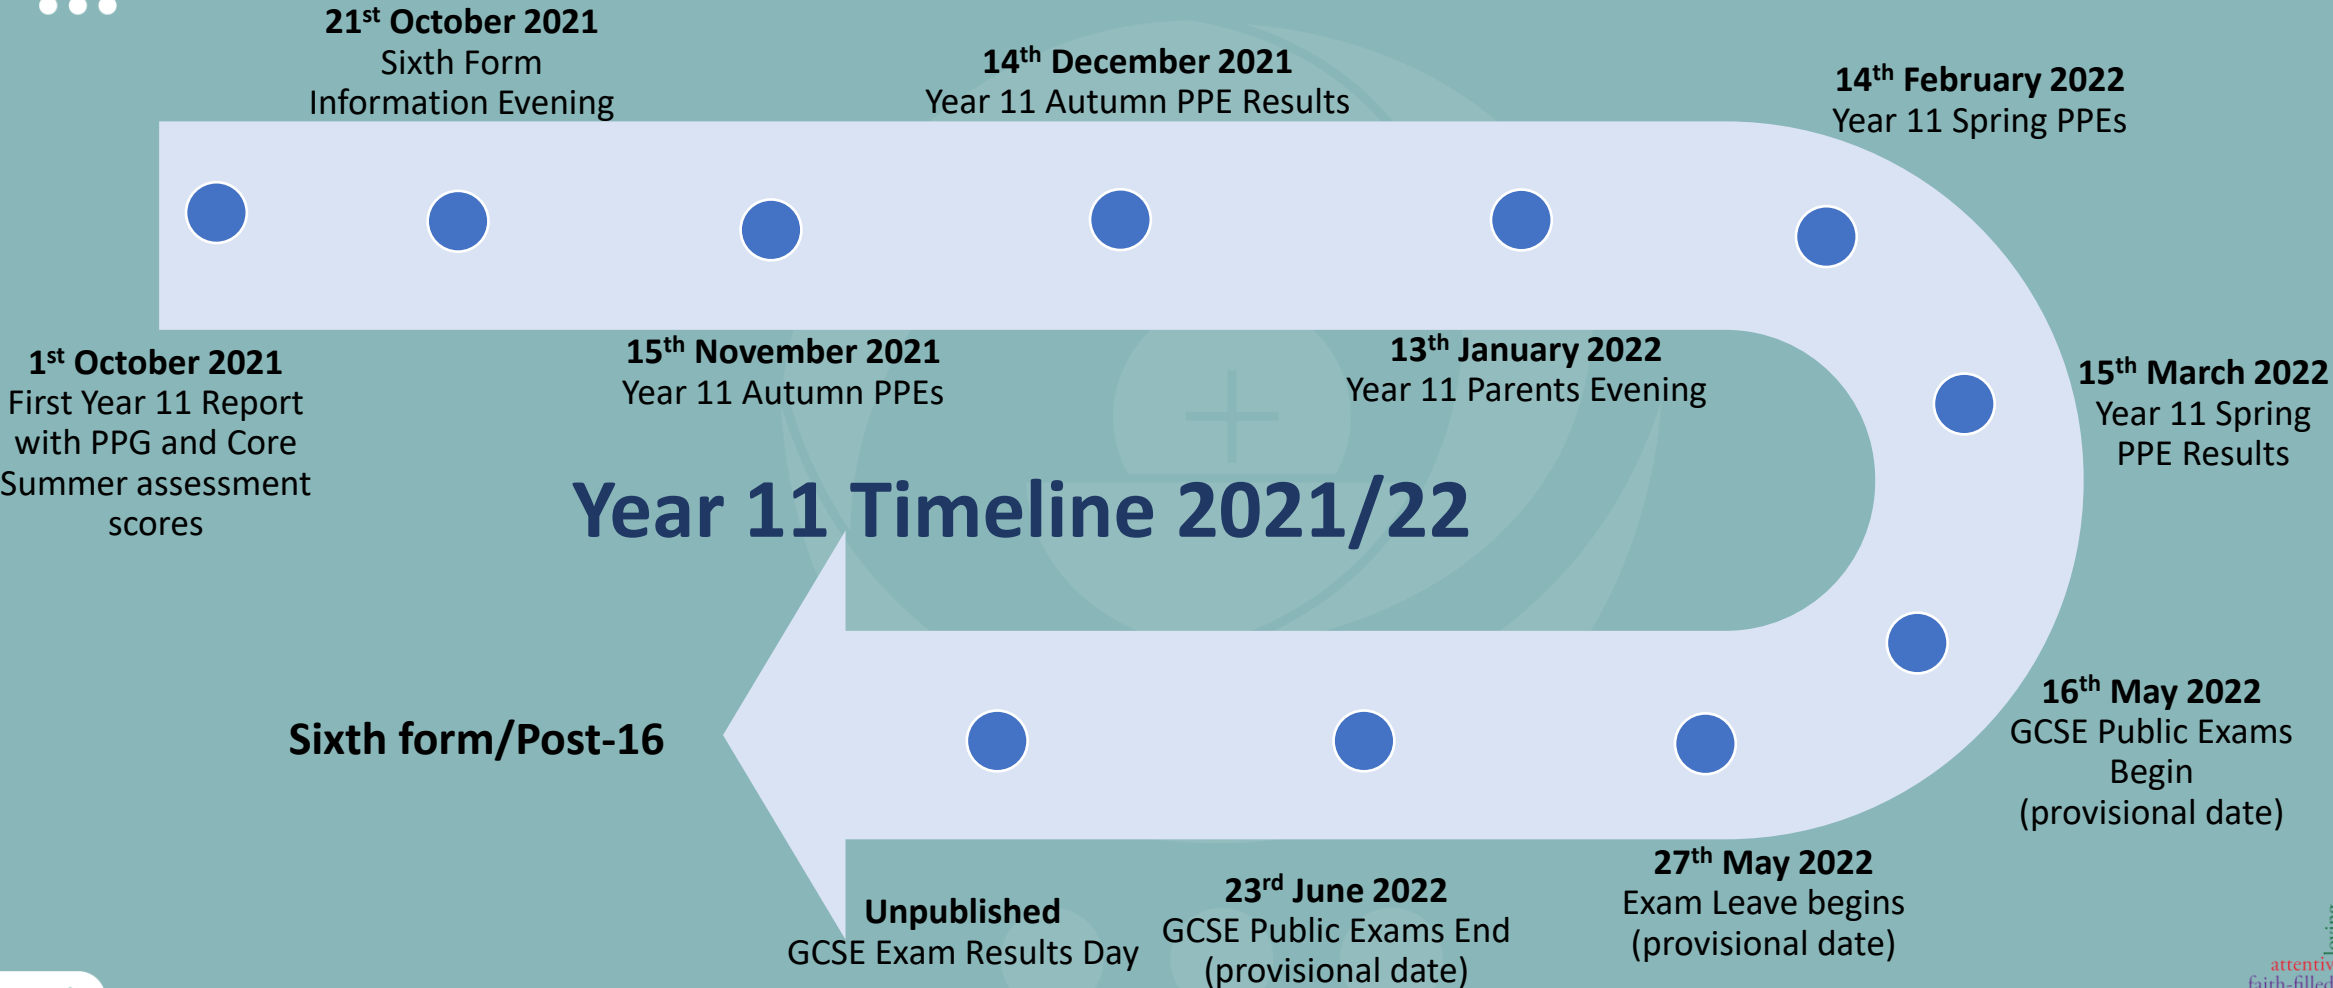 21st October 2021
Sixth Form
Information Evening
14th December 2021
Year 11 Autumn PPE Results
14th February 2022
Year 11 Spring PPEs
1st October 2021
First Year 11 Report
with PPG and Core
Summer assessment
scores
15th November 2021
Year 11 Autumn PPEs
13th January 2022
Year 11 Parents Evening
15th March 2022
Year 11 Spring
PPE Results
Year 11 Timeline 2021/22
16th May 2022
GCSE Public Exams
Begin
(provisional date)
27th May 2022
Exam Leave begins
(provisional date)
23rd June 2022
GCSE Public Exams End
(provisional date)
Unpublished
GCSE Exam Results Day
Sixth form/Post-16
faith-filled